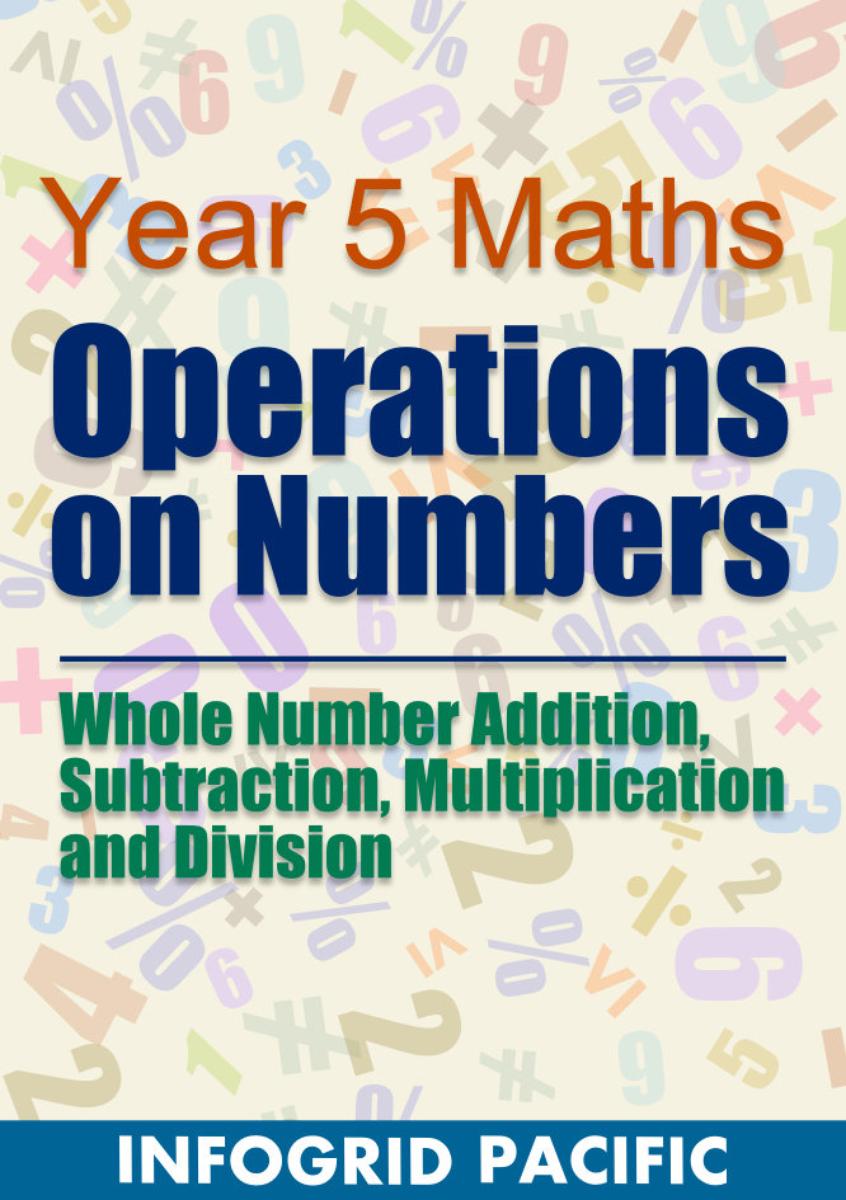 Year 5 Maths
Operations
on Numbers
Whole Number Addition,
Subtraction, Multiplication
and Division
INFOGRID PACIFIC